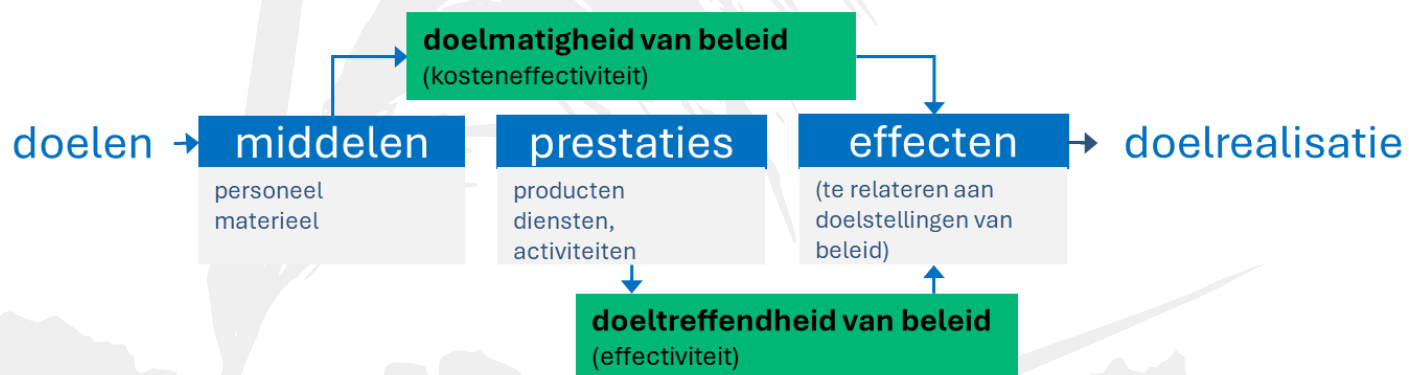 doelmatigheid van beleid
(kosteneffectiviteit)
doelen
middelen
personeel
materieel
prestaties
producten
diensten,
activiteiten
effecten
(te relateren aan
doelstellingen van
beleid)
doelrealisatie
doeltreffendheid van beleid
(effectiviteit)